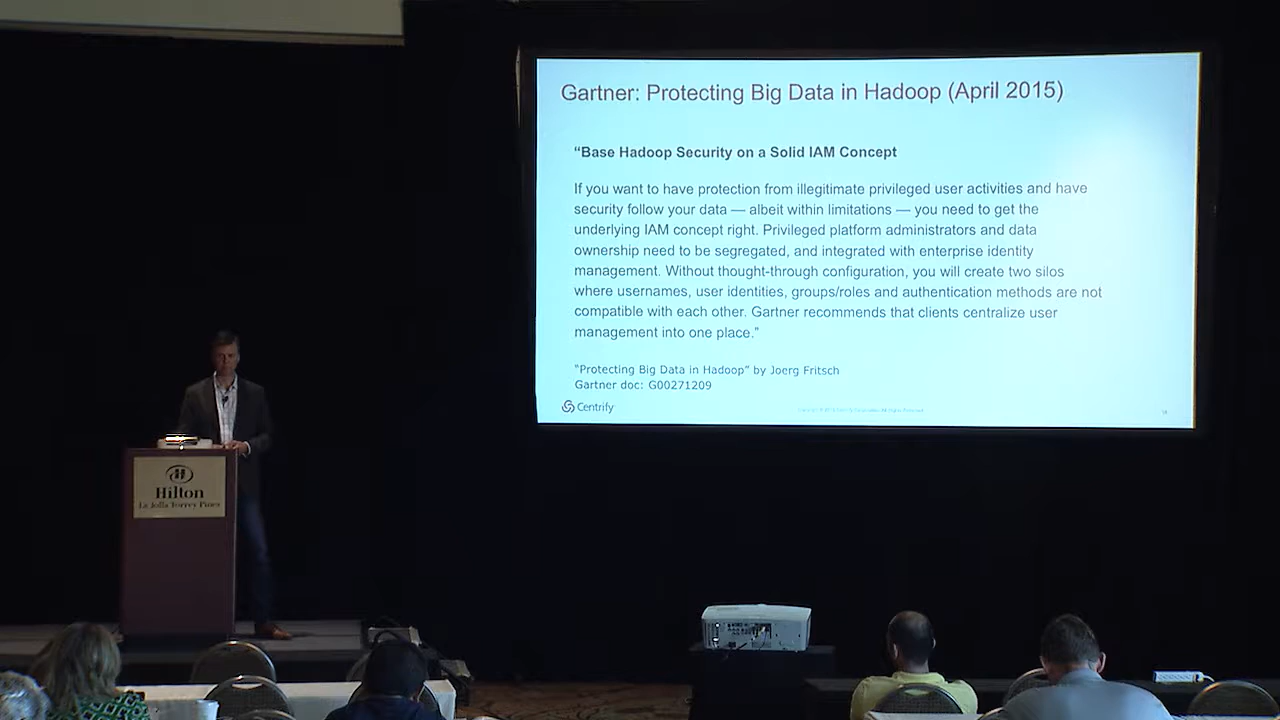 Gartner: Protecting Big Data in Hadoop (April 2015)
“Base Hadoop Security on a Solid IAM Concept
If you want to have protection from illegitimate privileged user activities and have
security follow your data — albeit within limitations — you need to get the
underlying IAM concept right. Privileged platform administrators and data
ownership need to be segregated, and integrated with enterprise identity
management. Without thought-through configuration, you will create two silos
where usernames, user identities, groups/roles and authentication methods are not
compatible with each other. Gartner recommends that clients centralize user
management into one place.”
“Protecting Big Data in Hadoop” by Joerg Fritsch
Gartner doc: G00271209
Centrify
Hilton
La Jolla Torrey Pines